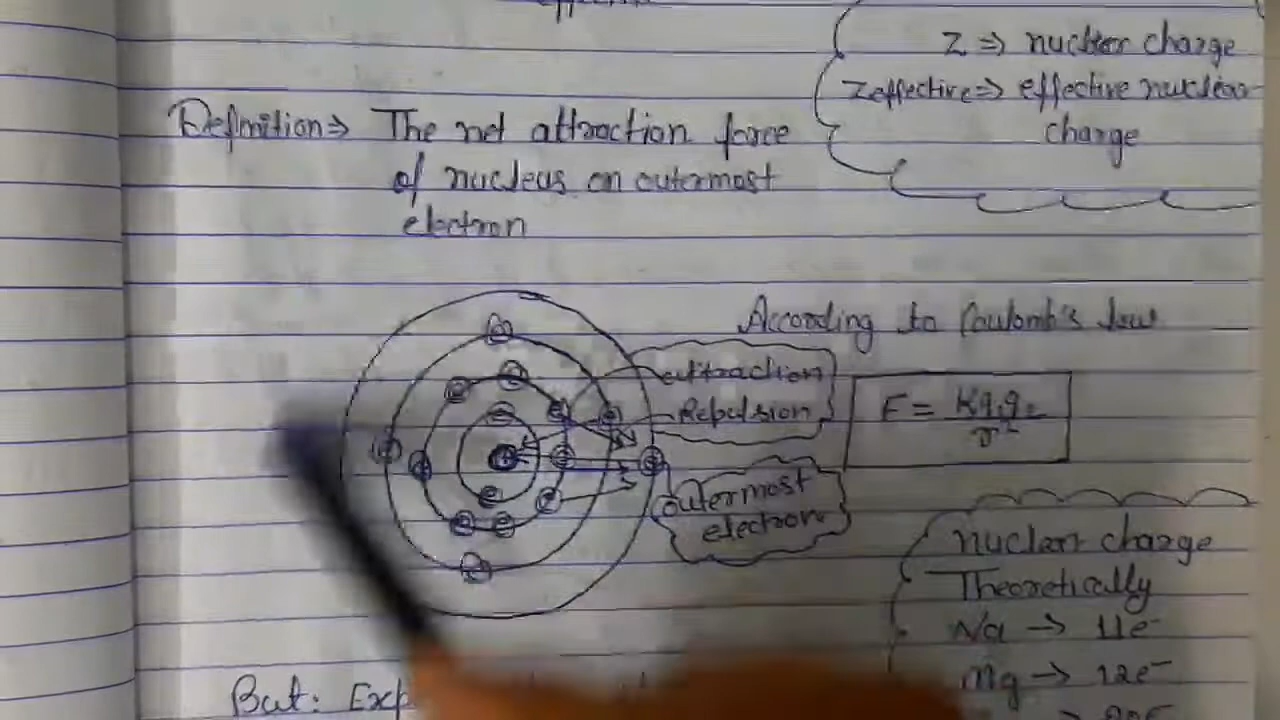 Z ⇒ nuclear charge
Zeffective ⇒ effective nuclear
charge
Definition ⇒ The net attraction force
of nucleus on outermost
electron
According to Coulomb's law
attraction
Repulsion
F = Kq1q2
r²
outermost
electron
nuclear charge
Theoretically
Na → 11e⁻
Mg → 12e⁻
But: Exp